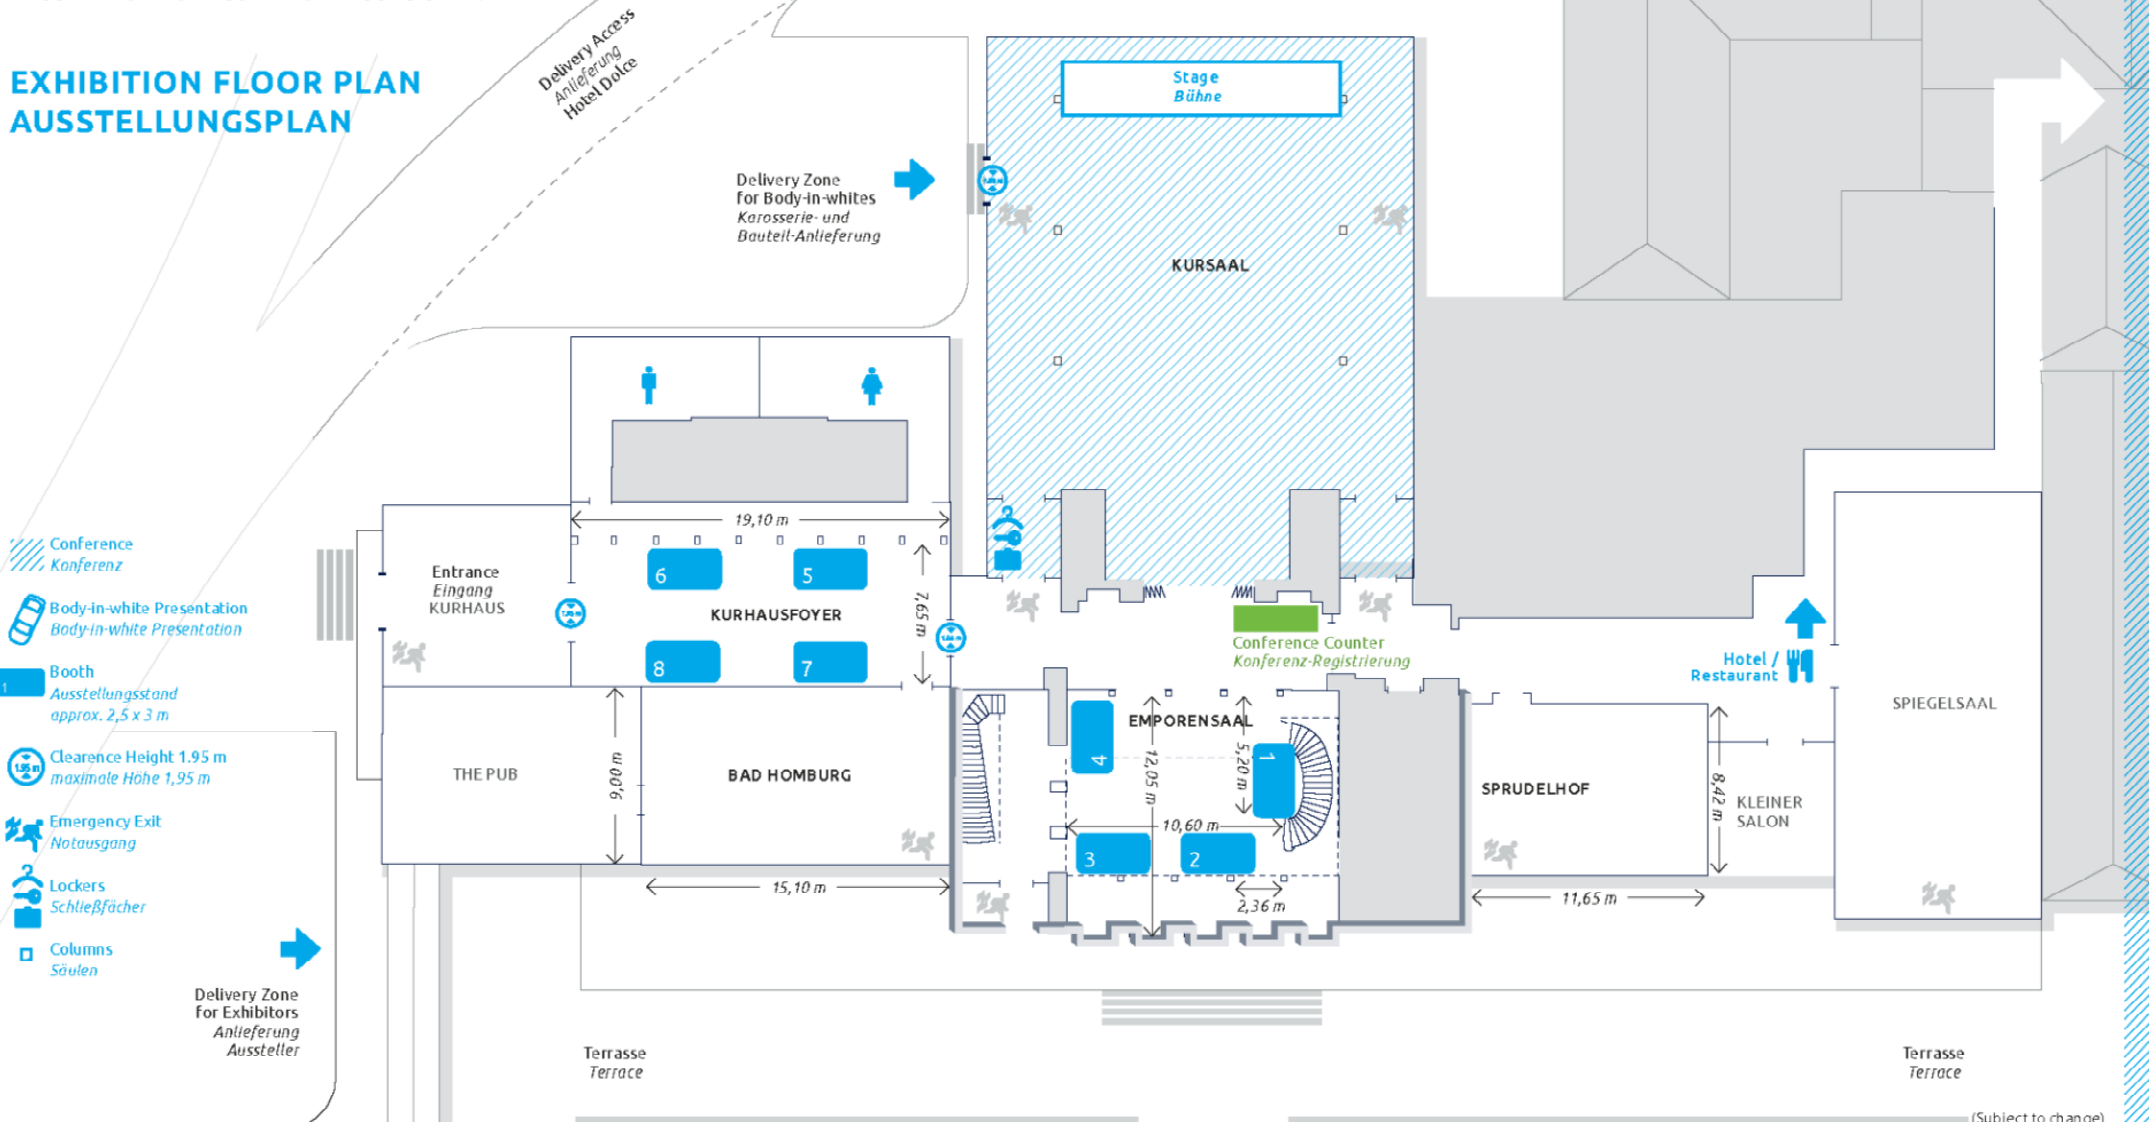 EXHIBITION FLOOR PLAN
AUSSTELLUNGSPLAN
Delivery Access
Anlieferung
Hotel Dolce
Stage
Bühne
Delivery Zone
for Body-in-whites
Karosserie- und
Bauteil-Anlieferung
KURSAAL
19,10 m
Entrance
Eingang
KURHAUS
6
5
KURHAUSFOYER
7,65 m
8
7
Conference Counter
Konferenz-Registrierung
Hotel /
Restaurant
SPIEGELSAAL
THE PUB
9,00 m
BAD HOMBURG
15,10 m
EMPORENSAAL
4
12,05 m
5,20 m
1
10,60 m
3
2
2,36 m
SPRUDELHOF
8,42 m
KLEINER
SALON
11,65 m
Conference
Konferenz
Body-in-white Presentation
Body-in-white Presentation
1
Booth
Ausstellungsstand
approx. 2,5 x 3 m
1.95 m
Clearence Height 1.95 m
maximale Höhe 1,95 m
Emergency Exit
Notausgang
Lockers
Schließfächer
Columns
Säulen
Delivery Zone
for Exhibitors
Anlieferung
Aussteller
Terrasse
Terrace
Terrasse
Terrace
(Subject to change)